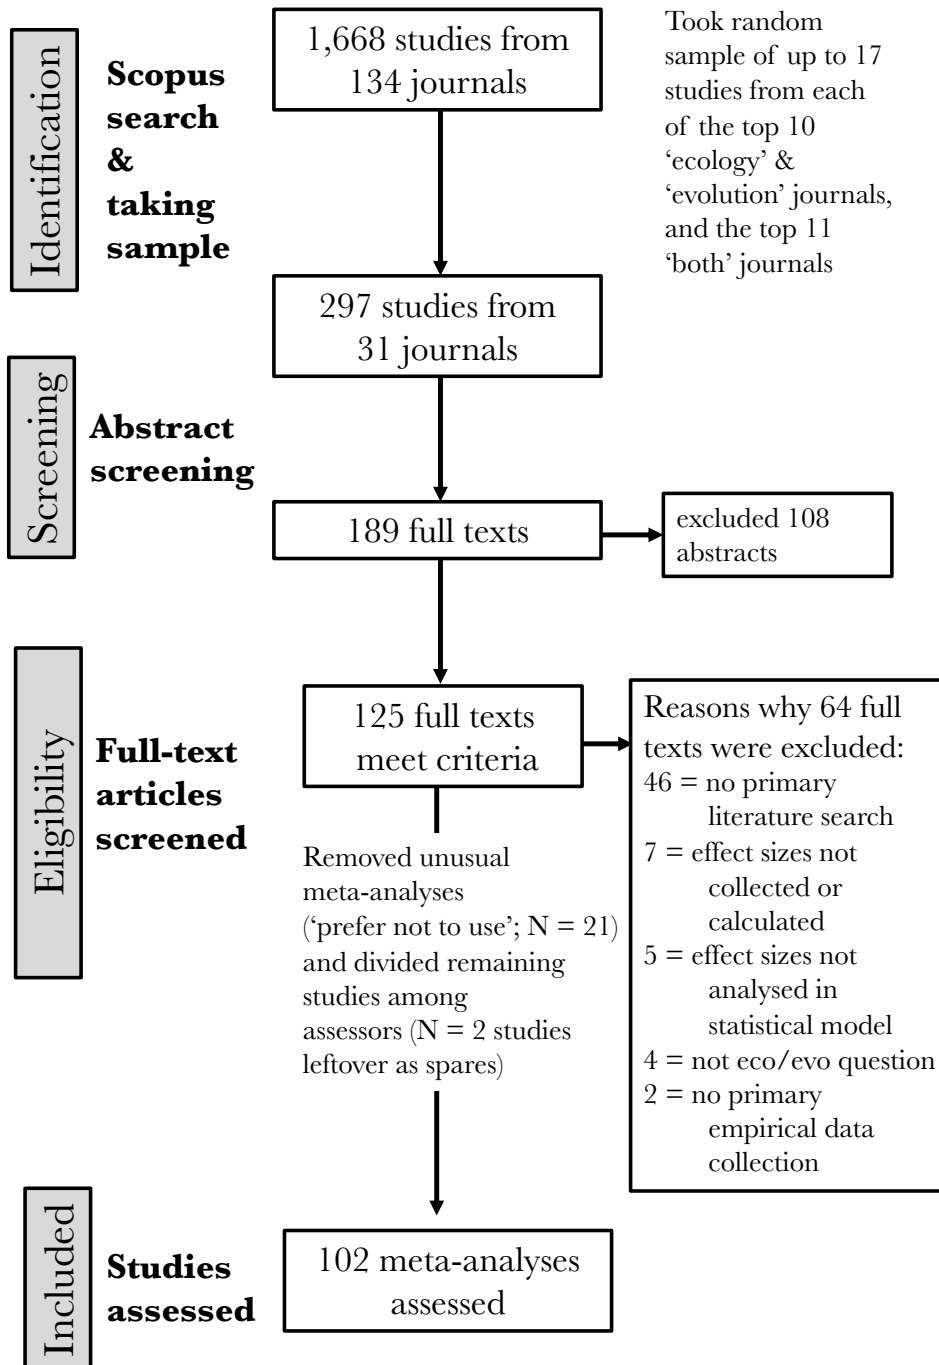 Identification
Scopus
search
&
taking
sample
1,668 studies from
134 journals
Took random
sample of up to 17
studies from each
of the top 10
‘ecology’ &
‘evolution’ journals,
and the top 11
‘both’ journals
297 studies from
31 journals
Screening
Abstract
screening
189 full texts
excluded 108
abstracts
Eligibility
Full-text
articles
screened
125 full texts
meet criteria
Reasons why 64 full
texts were excluded:
46 = no primary
literature search
7 = effect sizes not
collected or
calculated
5 = effect sizes not
analysed in
statistical model
4 = not eco/evo question
2 = no primary
empirical data
collection
Removed unusual
meta-analyses
(‘prefer not to use’; N = 21)
and divided remaining
studies among
assessors (N = 2 studies
leftover as spares)
Included
Studies
assessed
102 meta-analyses
assessed